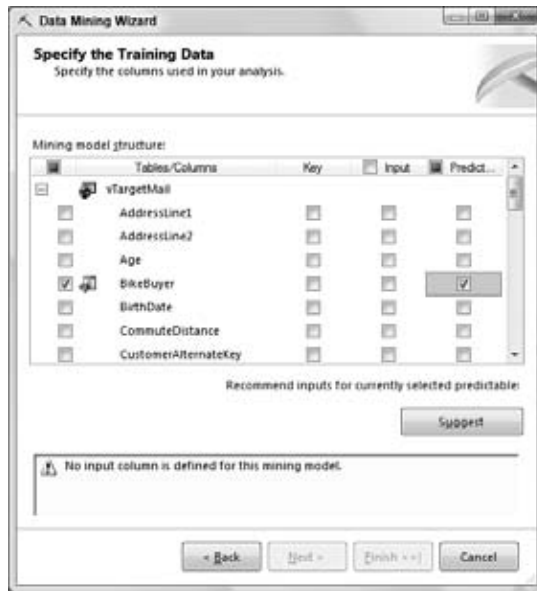 Data Mining Wizard
Specify the Training Data
Specify the columns used in your analysis.
Mining model structure:
Tables/Columns Key Input Predict...
vTargetMail
AddressLine1
AddressLine2
Age
BikeBuyer
BirthDate
CommuteDistance
CustomerAlternateKey
Recommend inputs for currently selected predictable:
Suggest
No input column is defined for this mining model.
< Back Next > Finish >>| Cancel